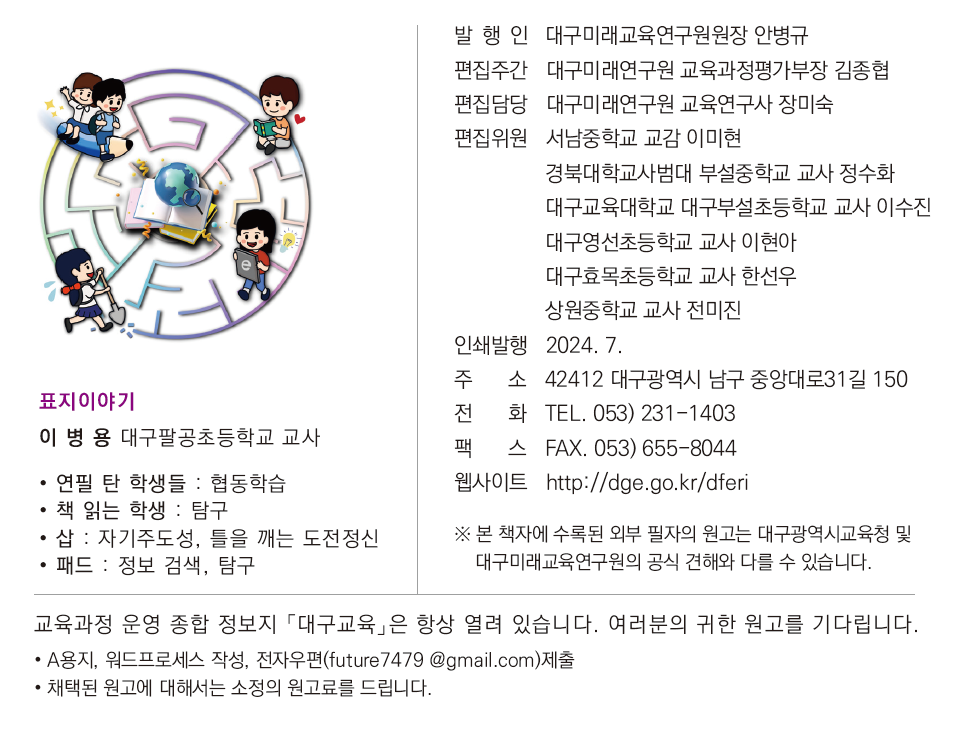 표지이야기
이 병 용 대구팔공초등학교 교사
• 연필 탄 학생들 : 협동학습
• 책 읽는 학생 : 탐구
• 삽 : 자기주도성, 틀을 깨는 도전정신
• 패드 : 정보 검색, 탐구
발 행 인 대구미래교육연구원원장 안병규
편집주간 대구미래연구원 교육과정평가부장 김종협
편집담당 대구미래연구원 교육연구사 장미숙
편집위원 서남중학교 교감 이미현
경북대학교사범대 부설중학교 교사 정수화
대구교육대학교 대구부설초등학교 교사 이수진
대구영선초등학교 교사 이현아
대구효목초등학교 교사 한선우
상원중학교 교사 전미진
인쇄발행 2024. 7.
주 소 42412 대구광역시 남구 중앙대로31길 150
전 화 TEL. 053) 231-1403
팩 스 FAX. 053) 655-8044
웹사이트 http://dge.go.kr/dferi
※ 본 책자에 수록된 외부 필자의 원고는 대구광역시교육청 및
대구미래교육연구원의 공식 견해와 다를 수 있습니다.
교육과정 운영 종합 정보지 「대구교육」은 항상 열려 있습니다. 여러분의 귀한 원고를 기다립니다.
• A용지, 워드프로세스 작성, 전자우편(future7479 @gmail.com)제출
• 채택된 원고에 대해서는 소정의 원고료를 드립니다.
e